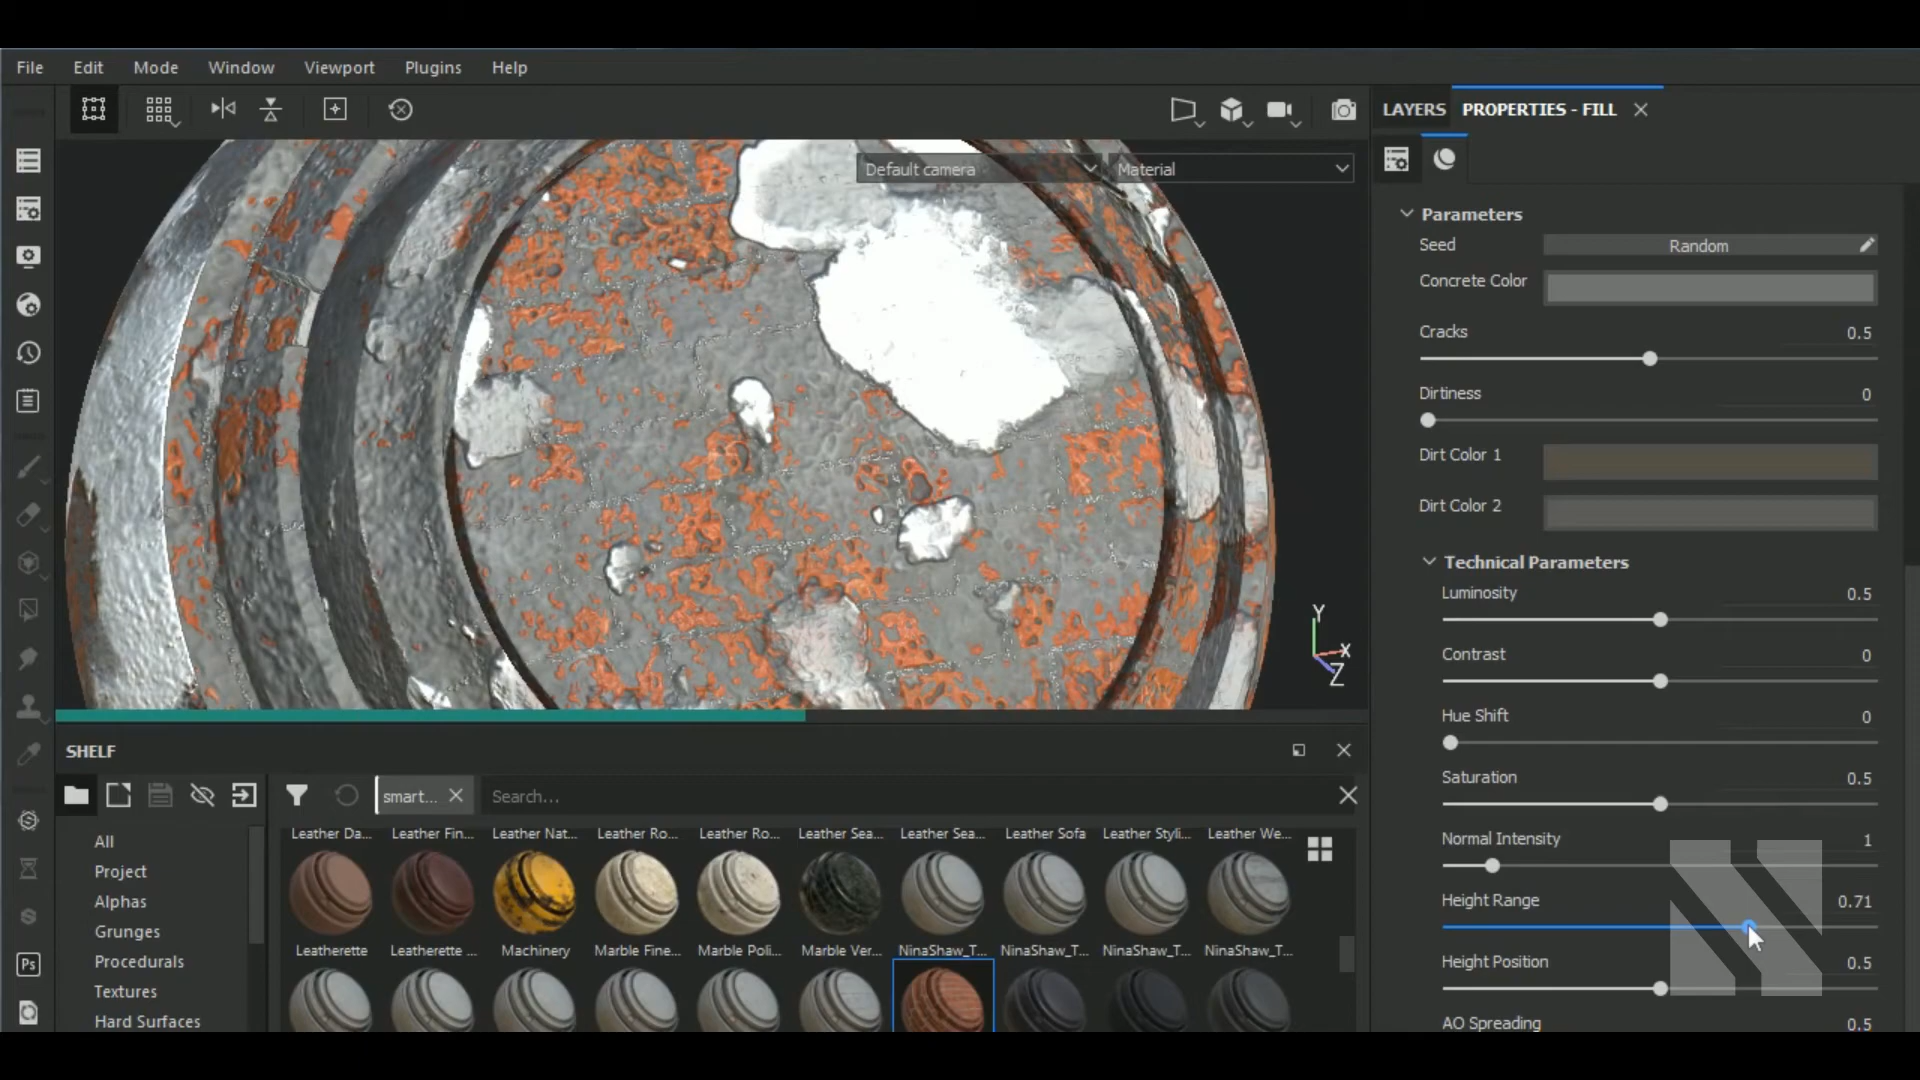 File Edit Mode Window Viewport Plugins Help
LAYERS PROPERTIES - FILL
Default camera Material
Parameters
Seed Random
Concrete Color
Cracks 0.5
Dirtiness 0
Dirt Color 1
Dirt Color 2
Technical Parameters
Luminosity 0.5
Contrast 0
Hue Shift 0
Saturation 0.5
Normal Intensity 1
Height Range 0.71
Height Position 0.5
AO Spreading 0.5
Y
X
Z
SHELF
smart... Search...
All
Project
Alphas
Grunges
Procedurals
Textures
Hard Surfaces
Leather Da... Leather Fin... Leather Nat... Leather Ro... Leather Ro... Leather Sea... Leather Sea... Leather Sofa Leather Styli... Leather We...
Leatherette Leatherette ... Machinery Marble Fine... Marble Poli... Marble Ver... NinaShaw_T... NinaShaw_T... NinaShaw_T... NinaShaw_T...
Ps